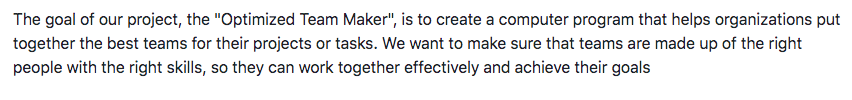 The goal of our project, the "Optimized Team Maker", is to create a computer program that helps organizations put
together the best teams for their projects or tasks. We want to make sure that teams are made up of the right
people with the right skills, so they can work together effectively and achieve their goals